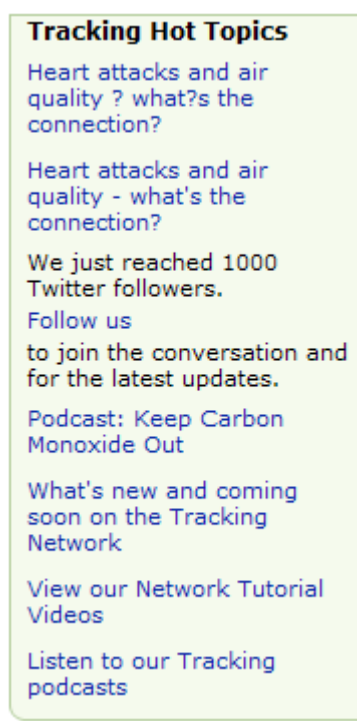 Tracking Hot Topics
Heart attacks and air
quality ? what?s the
connection?
Heart attacks and air
quality - what's the
connection?
We just reached 1000
Twitter followers.
Follow us
to join the conversation and
for the latest updates.
Podcast: Keep Carbon
Monoxide Out
What's new and coming
soon on the Tracking
Network
View our Network Tutorial
Videos
Listen to our Tracking
podcasts